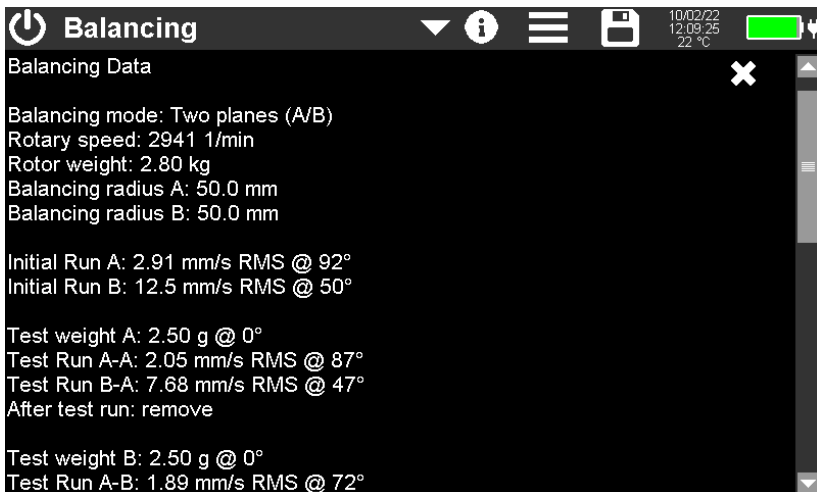 Balancing
10/02/22
12:09:25
22 °C
Balancing Data
Balancing mode: Two planes (A/B)
Rotary speed: 2941 1/min
Rotor weight: 2.80 kg
Balancing radius A: 50.0 mm
Balancing radius B: 50.0 mm
Initial Run A: 2.91 mm/s RMS @ 92°
Initial Run B: 12.5 mm/s RMS @ 50°
Test weight A: 2.50 g @ 0°
Test Run A-A: 2.05 mm/s RMS @ 87°
Test Run B-A: 7.68 mm/s RMS @ 47°
After test run: remove
Test weight B: 2.50 g @ 0°
Test Run A-B: 1.89 mm/s RMS @ 72°